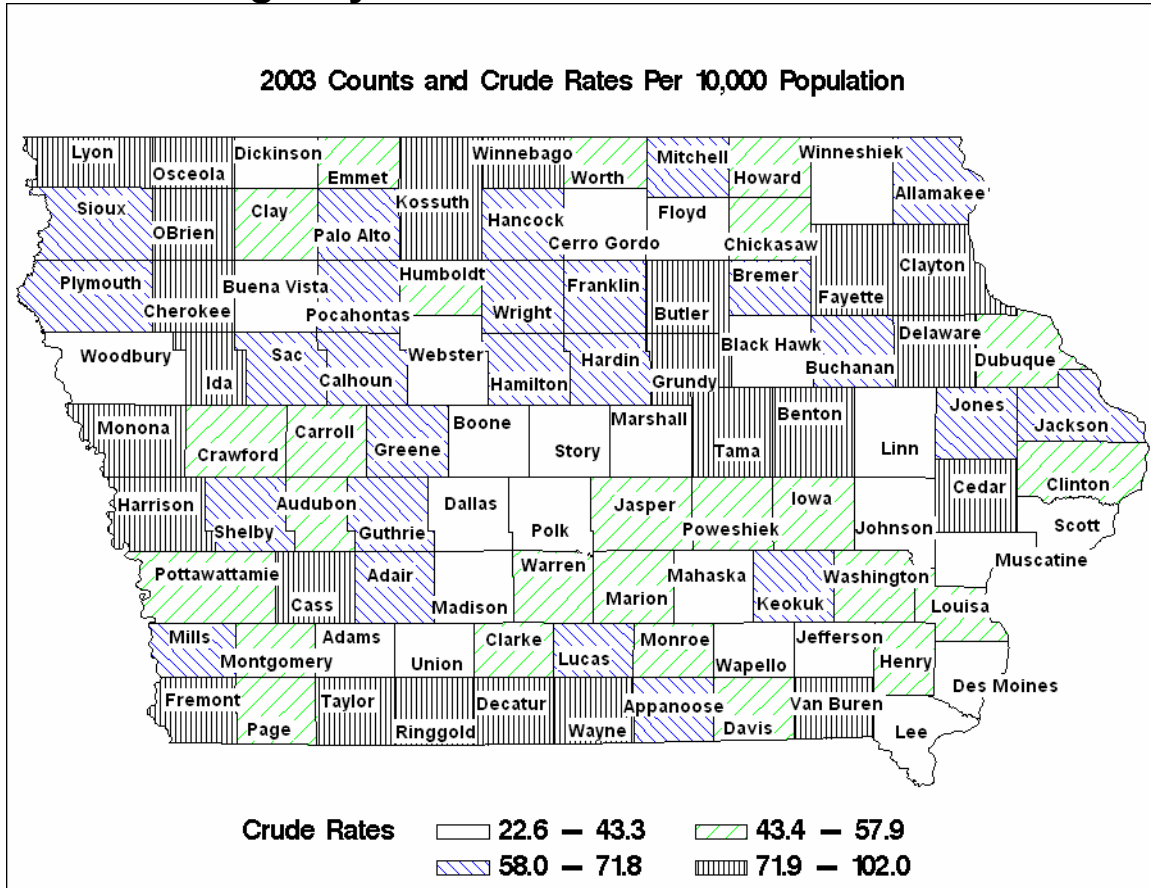 2003 Counts and Crude Rates Per 10,000 Population
Lyon
Osceola
Dickinson
Emmet
Kossuth
Winnebago
Worth
Mitchell
Howard
Winneshiek
Allamakee
Sioux
OBrien
Clay
Palo Alto
Hancock
Cerro Gordo
Floyd
Chickasaw
Fayette
Clayton
Plymouth
Cherokee
Buena Vista
Pocahontas
Humboldt
Wright
Franklin
Butler
Bremer
Woodbury
Ida
Sac
Calhoun
Webster
Hamilton
Hardin
Grundy
Black Hawk
Buchanan
Delaware
Dubuque
Monona
Crawford
Carroll
Greene
Boone
Story
Marshall
Tama
Benton
Linn
Jones
Jackson
Harrison
Shelby
Audubon
Guthrie
Dallas
Polk
Jasper
Poweshiek
Iowa
Johnson
Cedar
Clinton
Scott
Muscatine
Pottawattamie
Cass
Adair
Madison
Warren
Marion
Mahaska
Keokuk
Washington
Louisa
Mills
Montgomery
Adams
Union
Clarke
Lucas
Monroe
Wapello
Jefferson
Henry
Des Moines
Fremont
Page
Taylor
Ringgold
Decatur
Wayne
Appanoose
Davis
Van Buren
Lee
Crude Rates 22.6 – 43.3 43.4 – 57.9
58.0 – 71.8 71.9 – 102.0